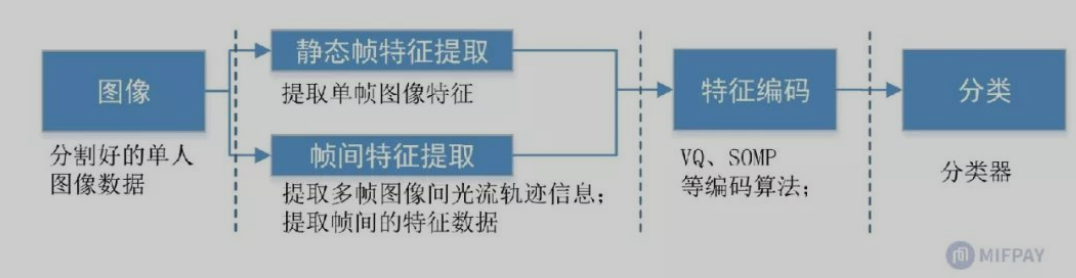 图像
分割好的单人
图像数据
静态帧特征提取
提取单帧图像特征
帧间特征提取
提取多帧图像间光流轨迹信息;
提取帧间的特征数据
特征编码
VQ、SOMP
等编码算法;
分类
分类器
MIFPAY